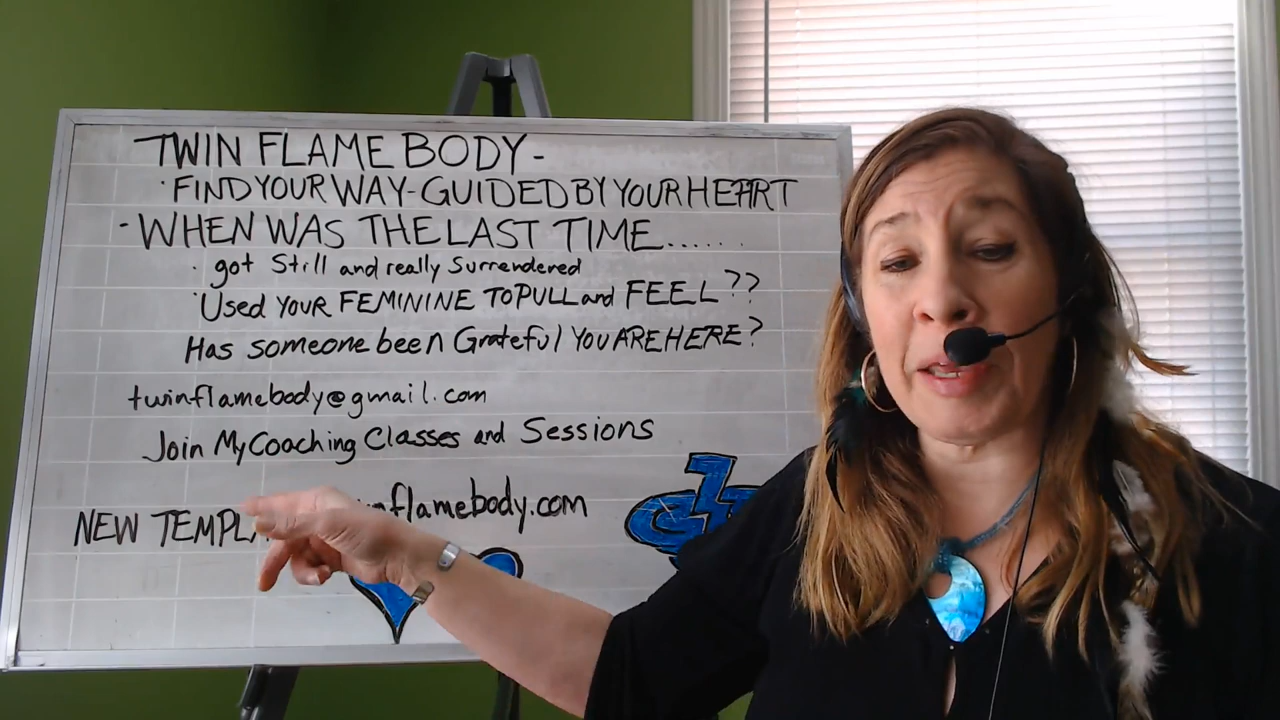 TWIN FLAME BODY-
· FIND YOUR WAY-GUIDED BY YOUR HEART
- WHEN WAS THE LAST TIME......
· got Still and really Surrendered
· Used YOUR FEMININE TO PULL and FEEL??
Has someone been Grateful YOU ARE HERE?
twinflamebody@gmail.com
Join My Coaching Classes and Sessions
NEW